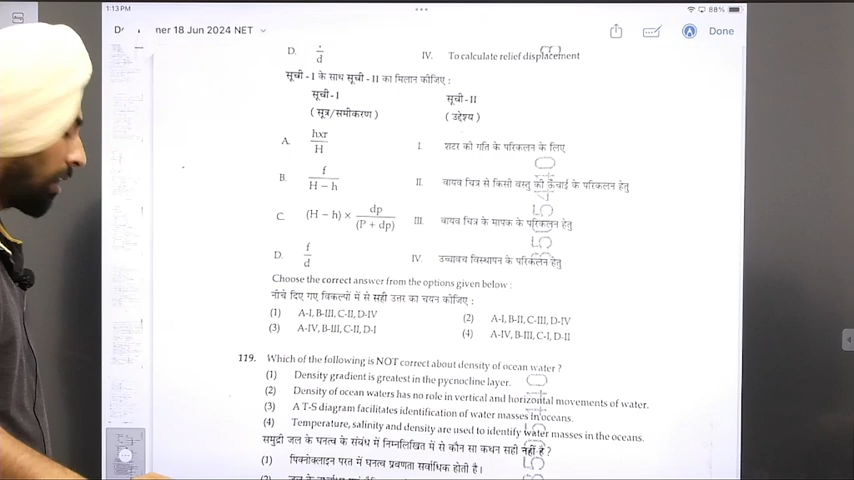 1:13 PM
88%
ner 18 Jun 2024 NET
Done
D. f/d IV. To calculate relief displacement
सूची - I के साथ सूची - II का मिलान कीजिए :
सूची - I सूची - II
( सूत्र/समीकरण ) ( उद्देश्य )
A. hxr/H I. शटर की गति के परिकलन के लिए
B. f/H – h II. वायव चित्र से किसी वस्तु की ऊँचाई के परिकलन हेतु
C. (H – h) × dp/(P + dp) III. वायव चित्र के मापक के परिकलन हेतु
D. f/d IV. उच्चावच विस्थापन के परिकलन हेतु
Choose the correct answer from the options given below :
नीचे दिए गए विकल्पों में से सही उत्तर का चयन कीजिए :
(1) A-I, B-III, C-II, D-IV (2) A-I, B-II, C-III, D-IV
(3) A-IV, B-III, C-II, D-I (4) A-IV, B-III, C-I, D-II
119. Which of the following is NOT correct about density of ocean water ?
(1) Density gradient is greatest in the pycnocline layer.
(2) Density of ocean waters has no role in vertical and horizontal movements of water.
(3) A T-S diagram facilitates identification of water masses in oceans.
(4) Temperature, salinity and density are used to identify water masses in the oceans.
समुद्री जल के घनत्व के संबंध में निम्नलिखित में से कौन सा कथन सही नहीं है ?
(1) पिक्नोक्लाइन परत में घनत्व प्रवणता सर्वाधिक होती है।